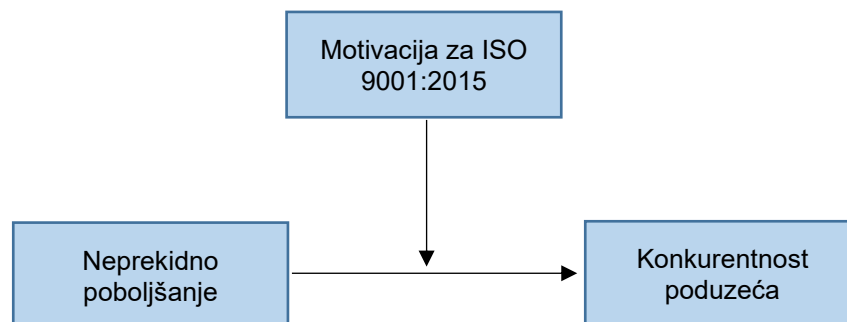 Motivacija za ISO
9001:2015
Neprekidno
poboljšanje
Konkurentnost
poduzeća